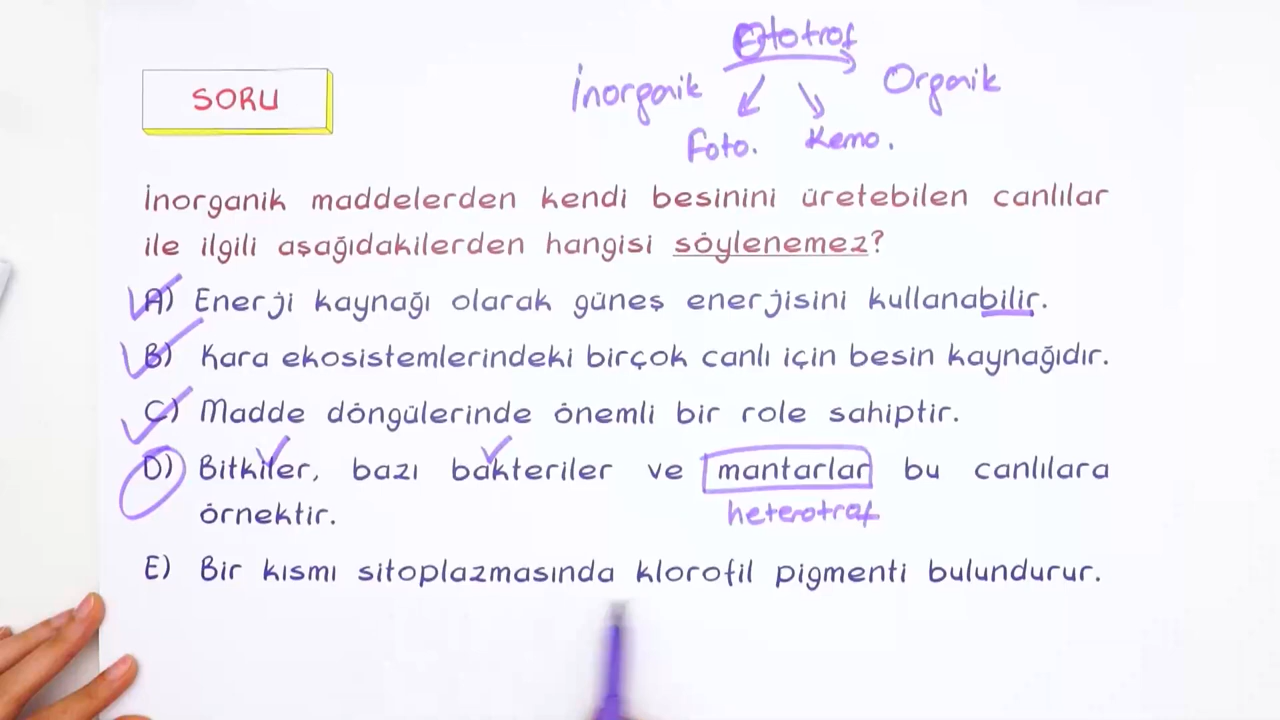 Ototrof
İnorganik
Organik
Foto. Kemo.
SORU
İnorganik maddelerden kendi besinini üretebilen canlılar
ile ilgili aşağıdakilerden hangisi söylenemez?
A) Enerji kaynağı olarak güneş enerjisini kullanabilir.
B) Kara ekosistemlerindeki birçok canlı için besin kaynağıdır.
C) Madde döngülerinde önemli bir role sahiptir.
D) Bitkiler, bazı bakteriler ve mantarlar bu canlılara
örnektir.
heterotrof
E) Bir kısmı sitoplazmasında klorofil pigmenti bulundurur.